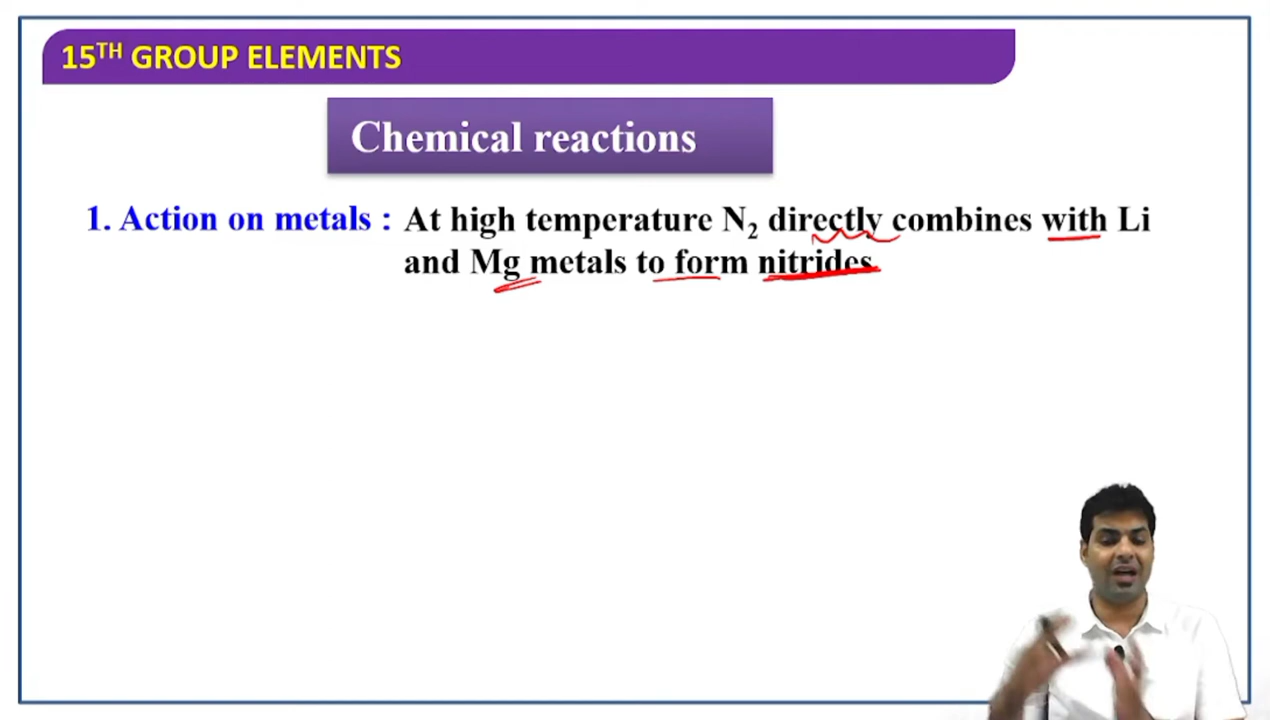 15TH GROUP ELEMENTS
Chemical reactions
1. Action on metals : At high temperature N2 directly combines with Li
and Mg metals to form nitrides